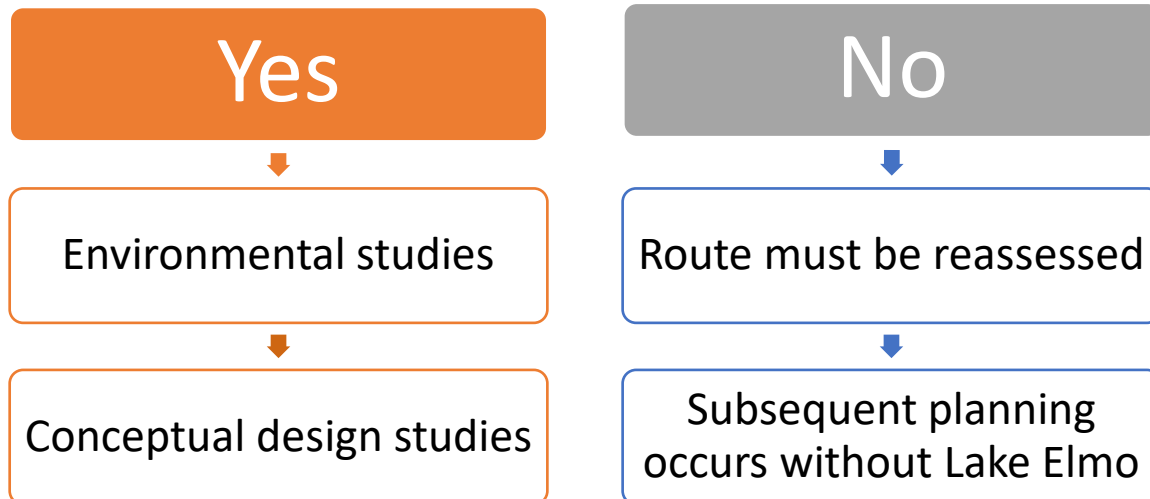 Yes
Environmental studies
Conceptual design studies
No
Route must be reassessed
Subsequent planning
occurs without Lake Elmo